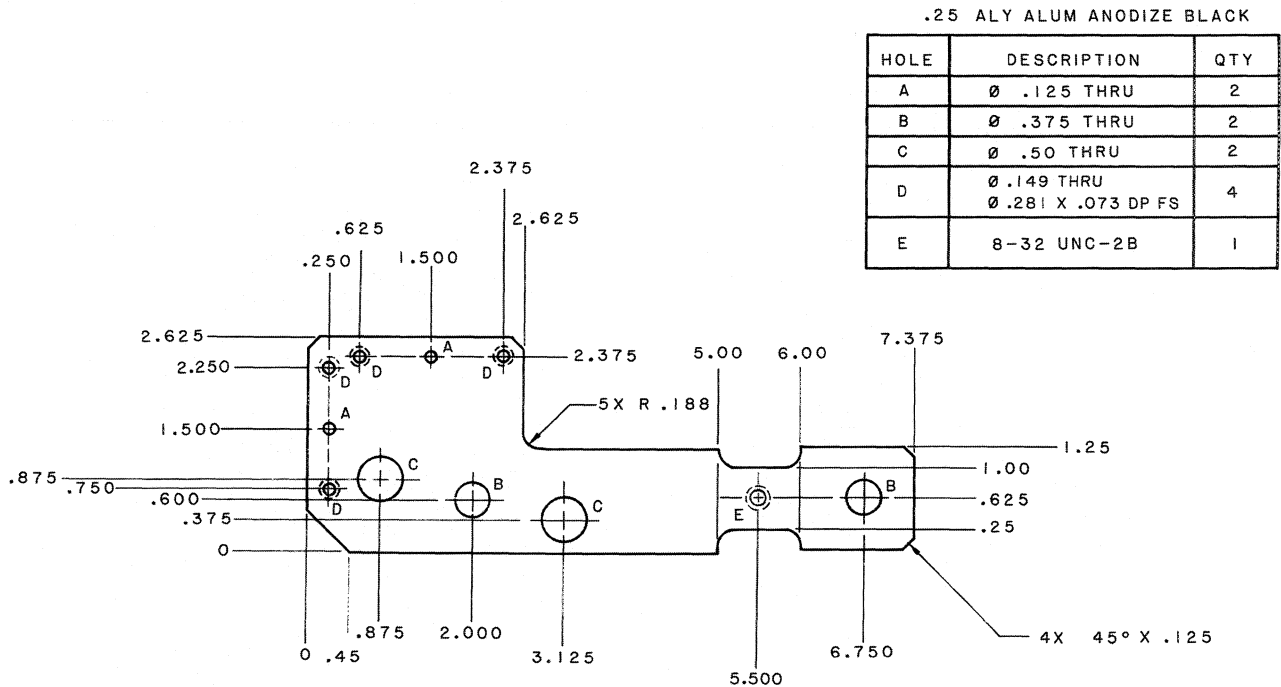 .25 ALY ALUM ANODIZE BLACK
HOLE DESCRIPTION QTY
A Ø .125 THRU 2
B Ø .375 THRU 2
C Ø .50 THRU 2
D Ø .149 THRU 4
Ø .281 X .073 DP FS
E 8-32 UNC-2B 1
2.375
2.625
.625
.250 1.500
2.625
2.250
2.375
5.00 6.00 7.375
D D A D
A
1.500
5X R .188
1.25
1.00
.625
.25
.875
.750
.600
.375
0
C B C
D
E B
.875 2.000 3.125
0 .45
5.500
6.750
4X 45° X .125